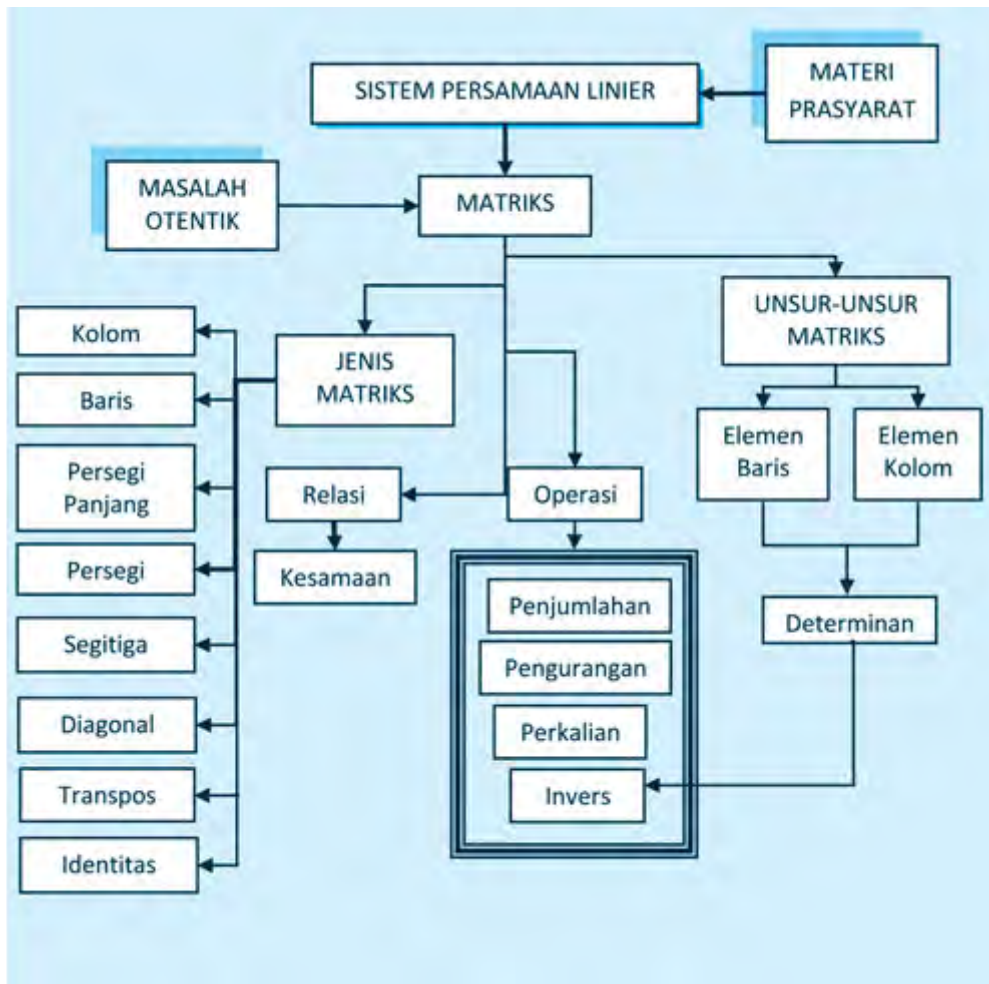 MATERI
PRASYARAT
SISTEM PERSAMAAN LINIER
MASALAH
OTENTIK
MATRIKS
UNSUR-UNSUR
MATRIKS
JENIS
MATRIKS
Kolom
Baris
Persegi
Panjang
Persegi
Segitiga
Diagonal
Transpos
Identitas
Relasi
Kesamaan
Operasi
Penjumlahan
Pengurangan
Perkalian
Invers
Elemen
Baris
Elemen
Kolom
Determinan